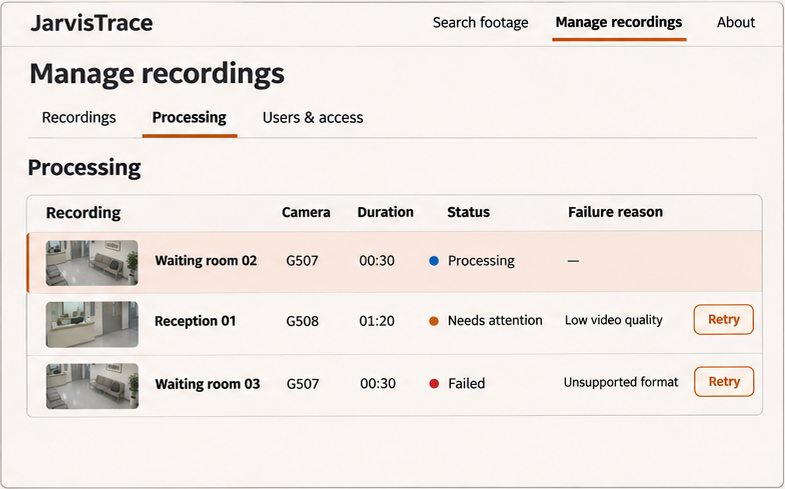 JarvisTrace
Search footage
Manage recordings
About
Manage recordings
Recordings
Processing
Users & access
Processing
Recording Camera Duration Status Failure reason
Waiting room 02 G507 00:30 Processing —
Reception 01 G508 01:20 Needs attention Low video quality Retry
Waiting room 03 G507 00:30 Failed Unsupported format Retry